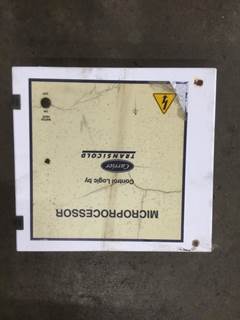 MICROPROCESSOR
Control Logic by
Carrier
TRANSICOLD